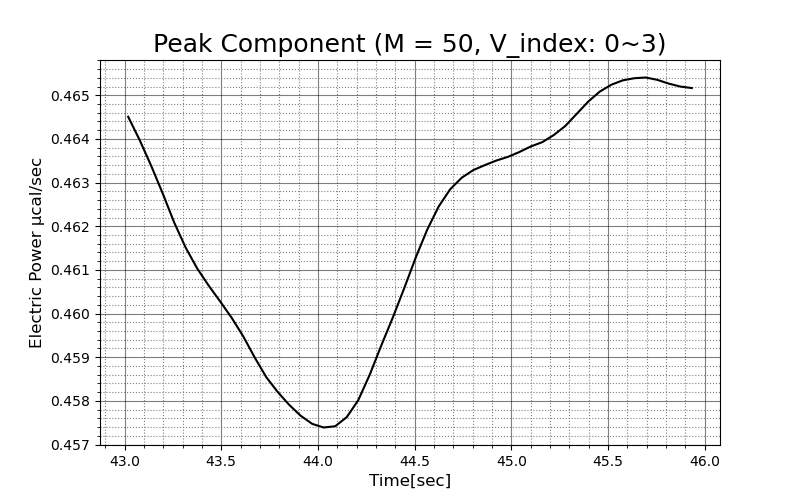 Peak Component (M = 50, V_index: 0~3)
Electric Power μcal/sec
0.465
0.464
0.463
0.462
0.461
0.460
0.459
0.458
0.457
43.0 43.5 44.0 44.5 45.0 45.5 46.0
Time[sec]